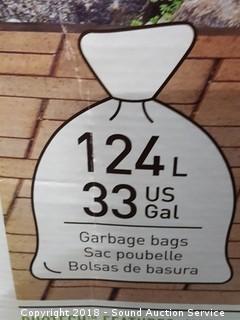 124 L
33 US
Gal
Garbage bags
Sac poubelle
Bolsas de basura
Copyright 2018 - Sound Auction Service